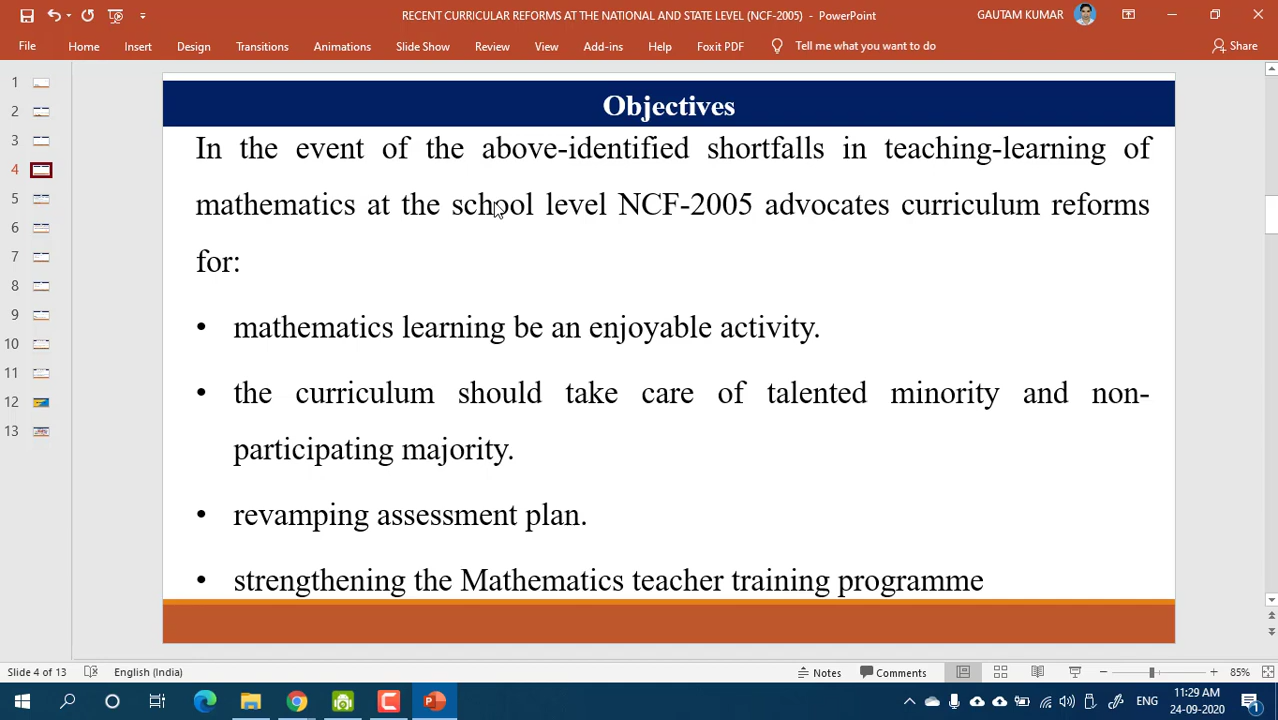 RECENT CURRICULAR REFORMS AT THE NATIONAL AND STATE LEVEL (NCF-2005) - PowerPoint
GAUTAM KUMAR
File Home Insert Design Transitions Animations Slide Show Review View Add-ins Help Foxit PDF Tell me what you want to do Share
1
2
3
4
5
6
7
8
9
10
11
12
13
Objectives
In the event of the above-identified shortfalls in teaching-learning of
mathematics at the school level NCF-2005 advocates curriculum reforms
for:
• mathematics learning be an enjoyable activity.
• the curriculum should take care of talented minority and non-
participating majority.
• revamping assessment plan.
• strengthening the Mathematics teacher training programme
Slide 4 of 13 English (India) Notes Comments 85%
ENG 11:29 AM
24-09-2020